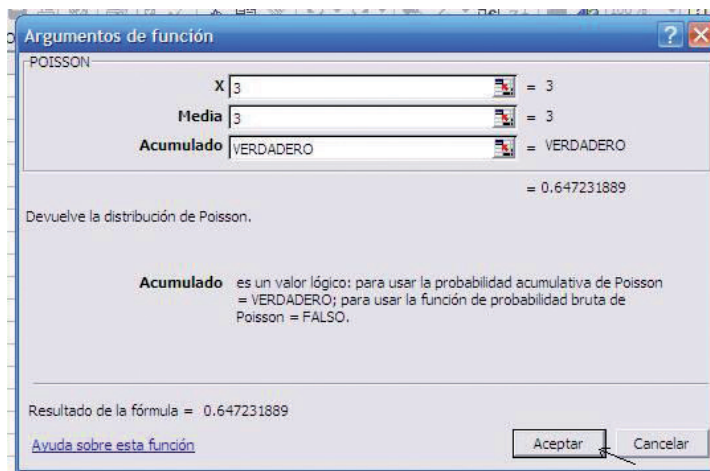 Argumentos de función
POISSON
X 3 = 3
Media 3 = 3
Acumulado VERDADERO = VERDADERO
= 0.647231889
Devuelve la distribución de Poisson.
Acumulado es un valor lógico: para usar la probabilidad acumulativa de Poisson
= VERDADERO; para usar la función de probabilidad bruta de
Poisson = FALSO.
Resultado de la fórmula = 0.647231889
Ayuda sobre esta función Aceptar Cancelar